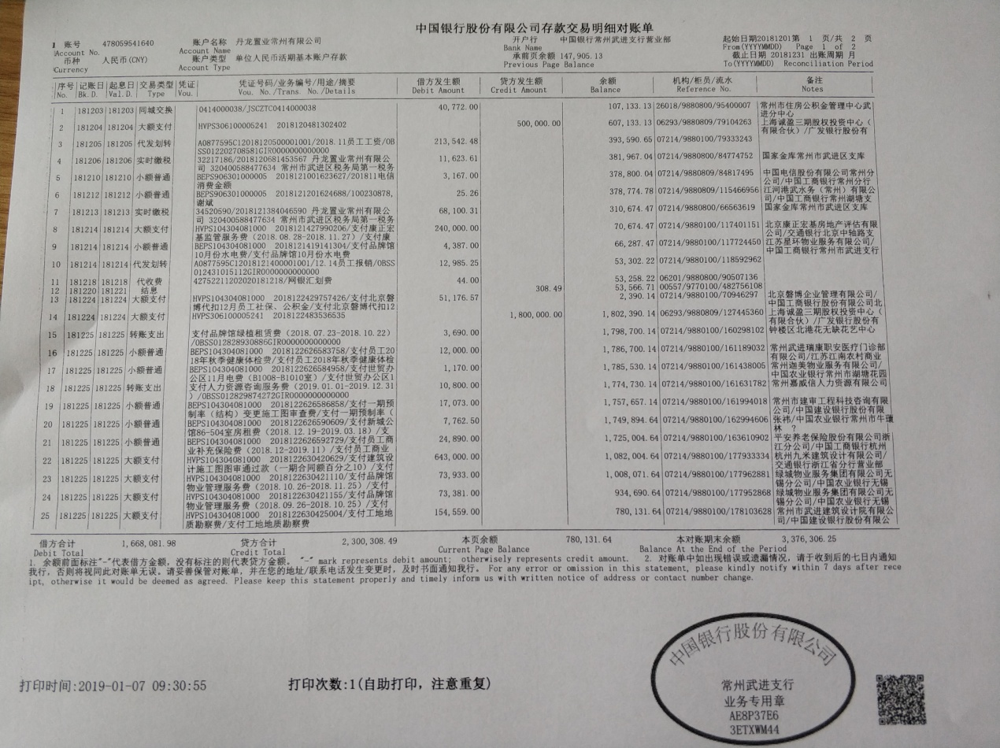 中国银行股份有限公司存款交易明细对账单
1 账号 478059541640 账户名称 丹龙置业常州有限公司 开户行 中国银行常州武进支行营业部 起始日期20181201第 1 页/共 2 页
Account No. Account Name Bank Name From(YYYYMMDD) Page 1 of 2
币种 人民币(CNY) 账户类型 单位人民币活期基本账户存款 承前页余额 147,905.13 截止日期 20181231 出账周期 月
Currency Account Type Previous Page Balance To(YYYYMMDD) Reconciliation Period
序号 记账日 起息日 交易类型 凭证 凭证号码/业务编号/用途/摘要 借方发生额 贷方发生额 余额 机构/柜员/流水 备注
No. Bk.D. Val.D. Type Vou. Vou. No./Trans. No./Details Debit Amount Credit Amount Balance Reference No. Notes
1 181203 181203 同城交换 0414000038/JSCZTC0414000038 40,772.00 107,133.13 26018/9880800/95400007 常州市住房公积金管理中心武
进分中心
2 181204 181204 大额支付 HVPS306100005241 2018120481302402 500,000.00 607,133.13 06293/9880809/79104263 上海诚盈三期股权投资中心（
有限合伙）/广发银行股份有
3 181205 181205 代发划转 A0877595C1201812050001001/2018.11员工工资/OB 213,542.48 393,590.65 07214/9880800/79333243
SS012202708581GIR0000000000000
4 181206 181206 实时缴税 32217186/2018120681453567 丹龙置业常州有限公 11,623.61 381,967.04 07214/9880800/84774752 国家金库常州市武进区支库
司 320400588477634 常州市武进区税务局第一税务
5 181210 181210 小额普通 BEPS906301000005 2018121001623627/201811电信 3,167.00 378,800.04 07214/9880809/84817495 中国电信股份有限公司常州分
消费金额 公司/中国工商银行常州分行
6 181212 181212 小额普通 BEPS906301000005 2018121201624688/100230878, 25.26 378,774.78 07214/9880809/115466956 江河港武水务（常州）有限公
谢斌 司/中国工商银行常州湖塘支
7 181213 181213 实时缴税 34520590/2018121384046590 丹龙置业常州有限公 68,100.31 310,674.47 07214/9880800/66563619 国家金库常州市武进区支库
司 320400588477634 常州市武进区税务局第一税务
8 181214 181214 大额支付 HVPS104304081000 2018121427990206/支付康正宏 240,000.00 70,674.47 07214/9880100/117401151 北京康正宏基房地产评估有限
基监管服务费（2018.08.28-2018.11.27）/支付康 公司/交通银行北京中轴路支
9 181214 181214 小额普通 BEPS104304081000 2018121419141304/支付品牌馆 4,387.00 66,287.47 07214/9880100/117724450 江苏星环物业服务有限公司/
10月份水电费/支付品牌馆10月份水电费 中国工商银行常州市武进支行
10 181214 181214 代发划转 A0877595C1201812140001001/12.14员工报销/OBSS 12,985.25 53,302.22 07214/9880800/118592962
012431015112GIR0000000000000
11 181218 181218 代收费 42752211202020181218/网银汇划费 44.00 53,258.22 06201/9880800/90507136
12 181220 181221 结息 308.49 53,566.71 00557/9770100/482756108
13 181224 181224 大额支付 HVPS104304081000 2018122429757426/支付北京磐 51,176.57 2,390.14 07214/9880100/70946297 北京磐博企业管理有限公司/
博代扣12月员工社保、公积金/支付北京磐博代扣12 中国工商银行股份有限公司北
14 181224 181224 大额支付 HVPS306100005241 2018122483536535 1,800,000.00 1,802,390.14 06293/9880809/127445360 上海诚盈三期股权投资中心（
有限合伙）/广发银行股份有
15 181225 181225 转账支出 支付品牌馆绿植租赁费（2018.07.23-2018.10.22） 3,690.00 1,798,700.14 07214/9880100/160298102 钟楼区北港花无缺花艺中心
/OBSS012828930886GIR0000000000000
16 181225 181225 小额普通 BEPS104304081000 2018122626583758/支付员工20 12,000.00 1,786,700.14 07214/9880100/161189032 常州武进瑞康职安医疗门诊部
18年秋季健康体检费/支付员工2018年秋季健康体检 有限公司/江苏江南农村商业
17 181225 181225 小额普通 BEPS104304081000 2018122626584958/支付世贸办 1,170.00 1,785,530.14 07214/9880100/161438005 常州迦美物业服务有限公司/
公区11月电费（B1008-B1010室）/支付世贸办公区1 中国农业银行常州市湖塘花园
18 181225 181225 转账支出 支付人力资源咨询服务费（2019.01.01-2019.12.31 10,800.00 1,774,730.14 07214/9880100/161631782 常州嘉威信人力资源有限公司
）/OBSS012829874272GIR0000000000000
19 181225 181225 小额普通 BEPS104304081000 2018122626586858/支付一期预 17,073.00 1,757,657.14 07214/9880100/161994018 常州市建审工程科技咨询有限
制率（结构）变更施工图审查费/支付一期预制率（ 公司/中国建设银行股份有限
20 181225 181225 小额普通 BEPS104304081000 2018122626590609/支付新城公 7,762.50 1,749,894.64 07214/9880100/162994606 张祎/中国农业银行常州市牛塘
馆86-504室房租费（2018.12.19-2019.03.18）/支 林 ？
21 181225 181225 小额普通 BEPS104304081000 2018122626592729/支付员工商 24,890.00 1,725,004.64 07214/9880100/163610902 平安养老保险股份有限公司浙
业补充保险费（2018.12-2019.11）/支付员工商业 江分公司/中国工商银行杭州
22 181225 181225 大额支付 HVPS104304081000 2018122630420629/支付建筑设 643,000.00 1,082,004.64 07214/9880100/177933334 杭州九米建筑设计有限公司/
计施工图图审通过款（一期合同额百分之10）/支付 交通银行浙江省分行营业部
23 181225 181225 大额支付 HVPS104304081000 2018122630421110/支付品牌馆 73,933.00 1,008,071.64 07214/9880100/177962881 绿城物业服务集团有限公司无
物业管理服务费（2018.10.26-2018.11.25）/支付 锡分公司/中国农业银行无锡
24 181225 181225 大额支付 HVPS104304081000 2018122630421155/支付品牌馆 73,381.00 934,690.64 07214/9880100/177952868 绿城物业服务集团有限公司无
物业管理服务费（2018.09.26-2018.10.25）/支付 锡分公司/中国农业银行无锡
25 181225 181225 大额支付 HVPS104304081000 2018122630425004/支付工地地 154,559.00 780,131.64 07214/9880100/178103628 常州市武进建筑设计院有限公
质勘察费/支付工地地质勘察费 司/中国建设银行股份有限公
借方合计 1,668,081.98 贷方合计 2,300,308.49 本页余额 780,131.64 本对账期末余额 3,376,306.25
Debit Total Credit Total Current Page Balance Balance At the End of the Period
1. 余额前面标注"-"代表借方金额，没有标注的则代表贷方金额。 "-" mark represents debit amount; otherwise represents credit amount. 2. 对账单中如出现错误或遗漏情况，请于收到后的七日内通知
我行，否则将视同此对账单无误。请妥善保管对账单，并在您的地址/联系电话发生变更时，及时书面通知我行。 For any error or omission in this statement, please kindly notify within 7 days after rece
ipt, otherwise it would be deemed as agreed. Please keep this statement properly and timely inform us with written notice of address or contact number change.
中国银行股份有限公司
常州武进支行
业务专用章
AE8P37E6
3ETXWM44
打印时间:2019-01-07 09:30:55 打印次数:1(自助打印，注意重复)